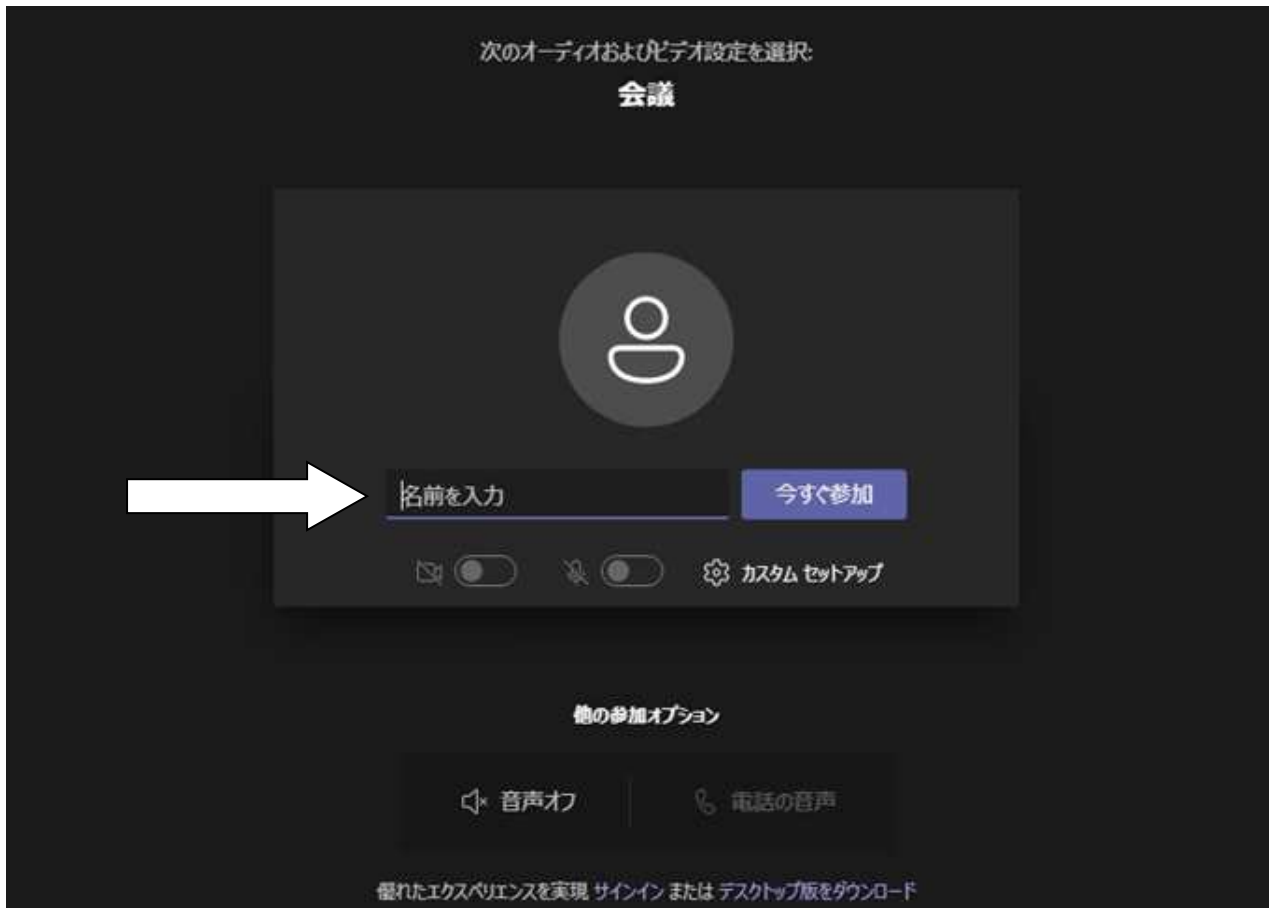 次のオーディオおよびビデオ設定を選択:
会議
名前を入力 今すぐ参加
カスタム セットアップ
他の参加オプション
音声オフ 電話の音声
優れたエクスペリエンスを実現 サインイン または デスクトップ版をダウンロード